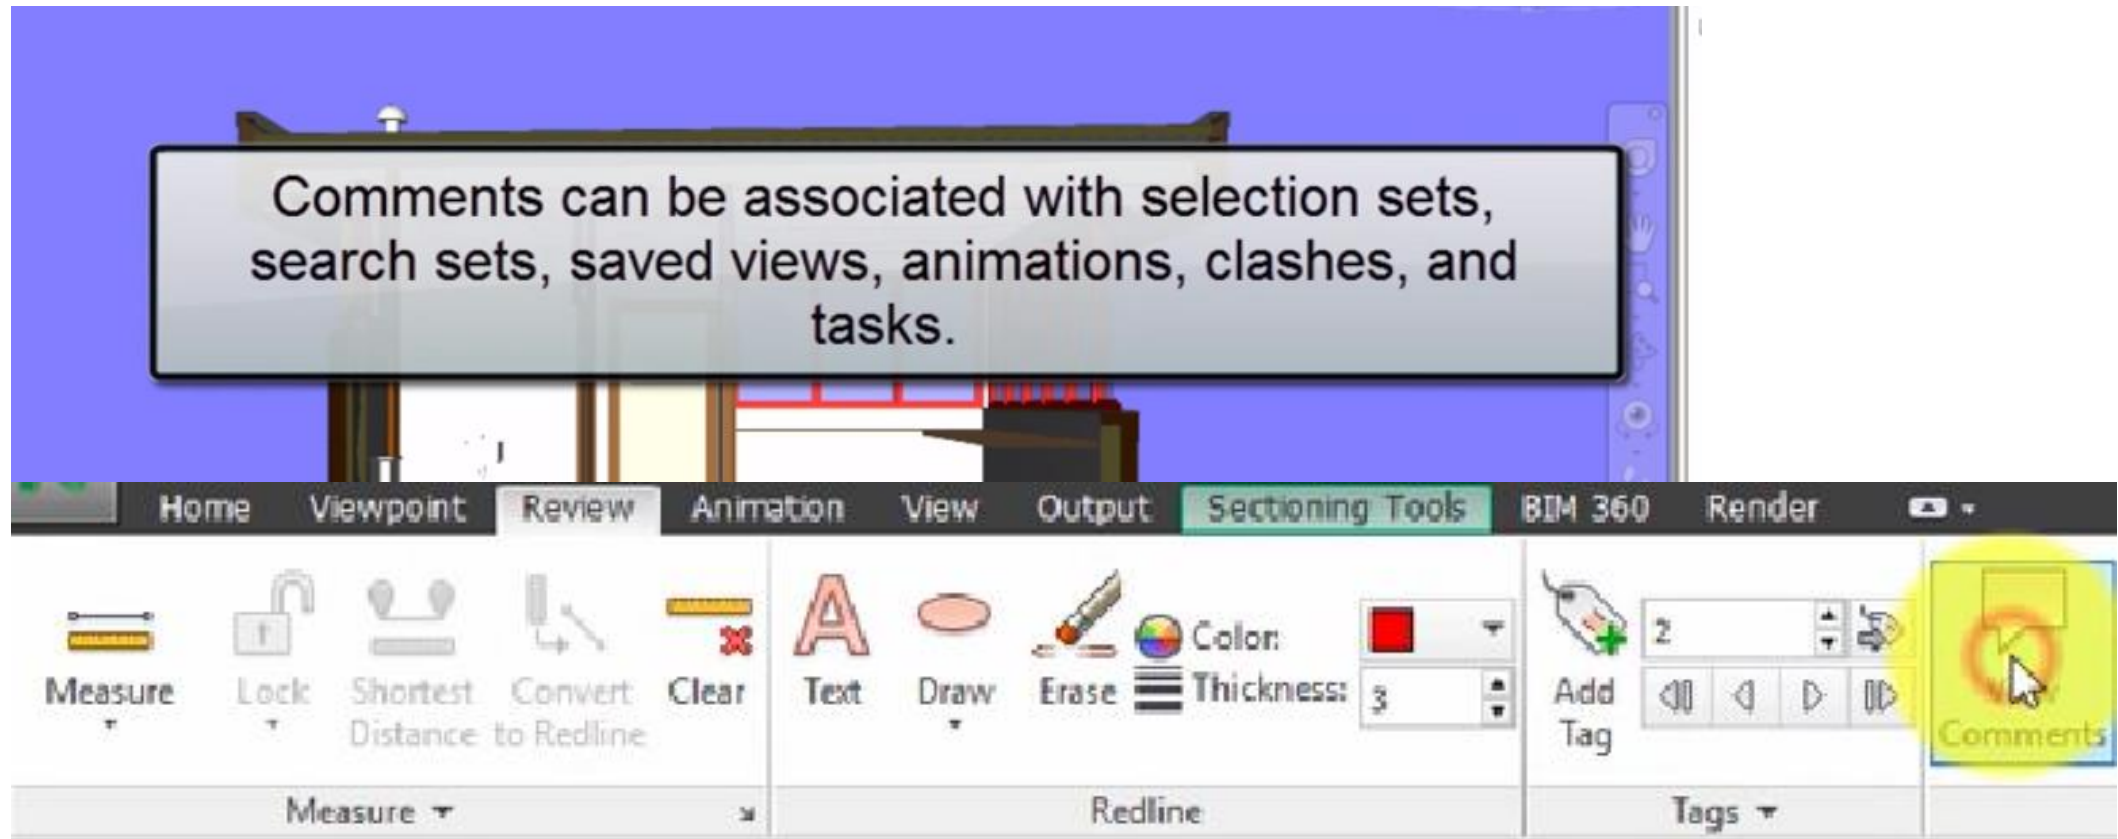 Comments can be associated with selection sets,
search sets, saved views, animations, clashes, and
tasks.
Home Viewpoint Review Animation View Output Sectioning Tools BIM 360 Render
Measure Lock Shortest Distance Convert to Redline Clear Text Draw Erase Color: Thickness: 3 Add Tag 2 Comments
Measure Redline Tags